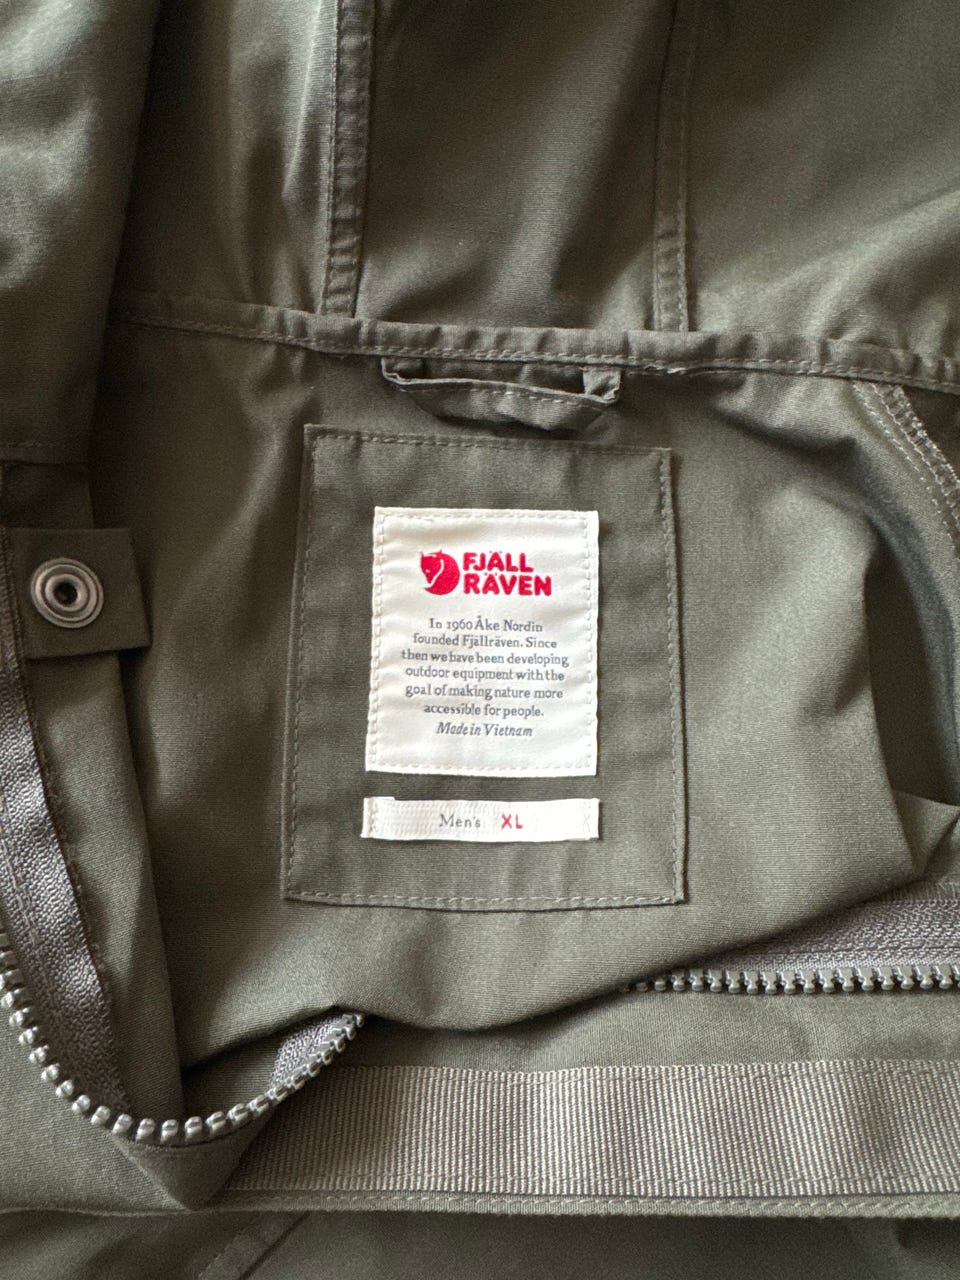 FJÄLL
RÄVEN
In 1960 Åke Nordin
founded Fjällräven. Since
then we have been developing
outdoor equipment with the
goal of making nature more
accessible for people.
Made in Vietnam
Men's XL